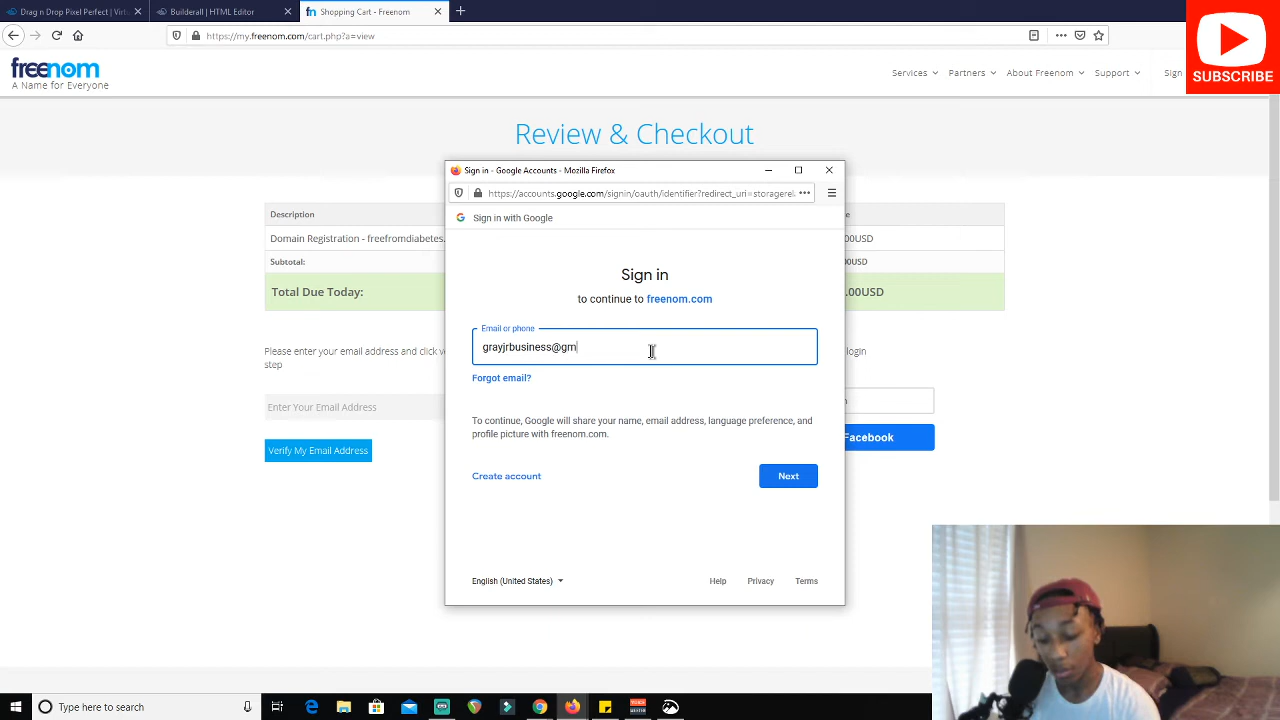 Drag n Drop Pixel Perfect | Virtu
Builderall | HTML Editor
Shopping Cart - Freenom
https://my.freenom.com/cart.php?a=view
SUBSCRIBE
freenom
A Name for Everyone
Services
Partners
About Freenom
Support
Sign
Review & Checkout
Sign in - Google Accounts - Mozilla Firefox
https://accounts.google.com/signin/oauth/identifier?redirect_uri=storagerel
Sign in with Google
Description
Domain Registration - freefromdiabetes.
00USD
Subtotal:
00USD
Total Due Today:
.00USD
Sign in
to continue to freenom.com
Email or phone
grayjrbusiness@gm
Forgot email?
To continue, Google will share your name, email address, language preference, and
profile picture with freenom.com.
Create account
Next
English (United States)
Help
Privacy
Terms
Please enter your email address and click
step
Enter Your Email Address
Verify My Email Address
login
Facebook
Type here to search